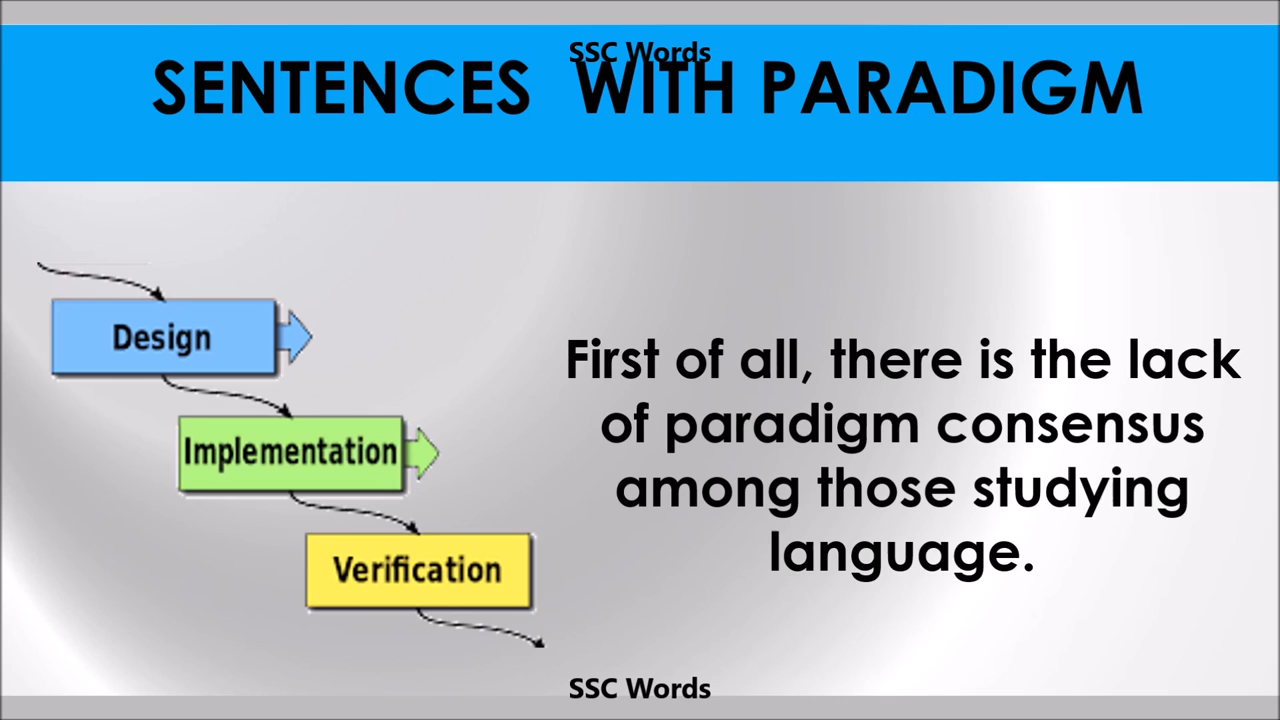 SSC Words
SENTENCES WITH PARADIGM
Design
Implementation
Verification
First of all, there is the lack
of paradigm consensus
among those studying
language.
SSC Words